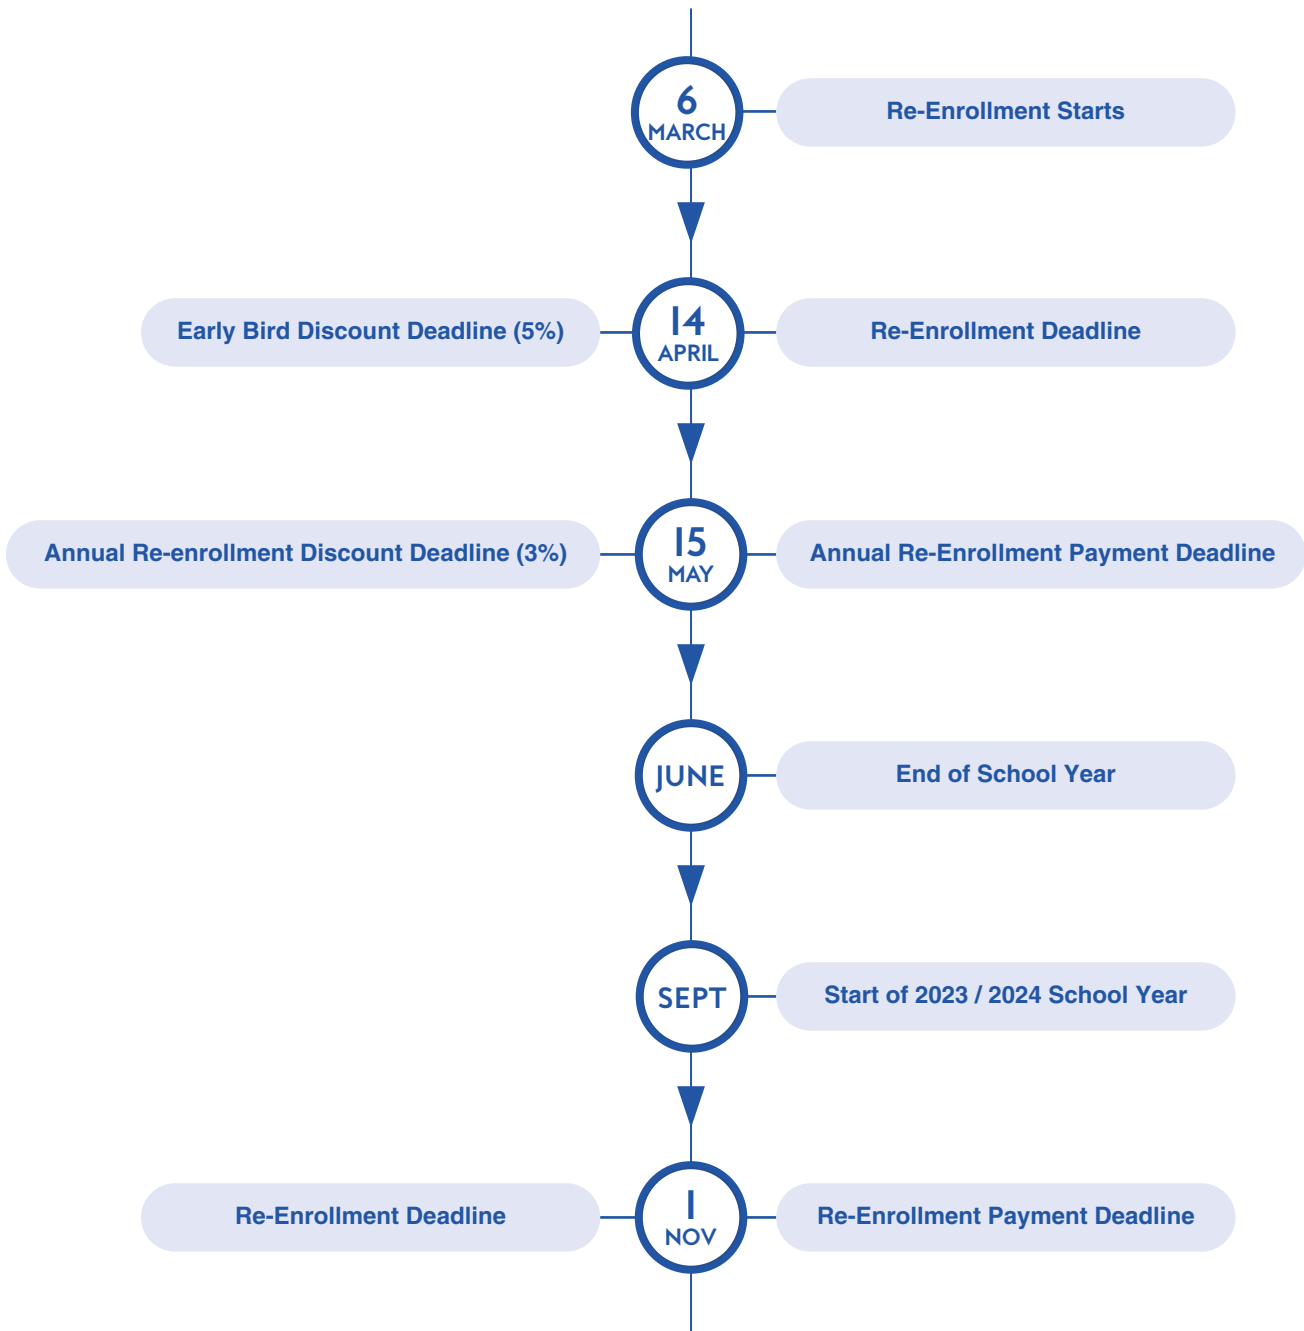 6
MARCH
Re-Enrollment Starts
Early Bird Discount Deadline (5%)
14
APRIL
Re-Enrollment Deadline
Annual Re-enrollment Discount Deadline (3%)
15
MAY
Annual Re-Enrollment Payment Deadline
JUNE
End of School Year
SEPT
Start of 2023 / 2024 School Year
Re-Enrollment Deadline
1
NOV
Re-Enrollment Payment Deadline